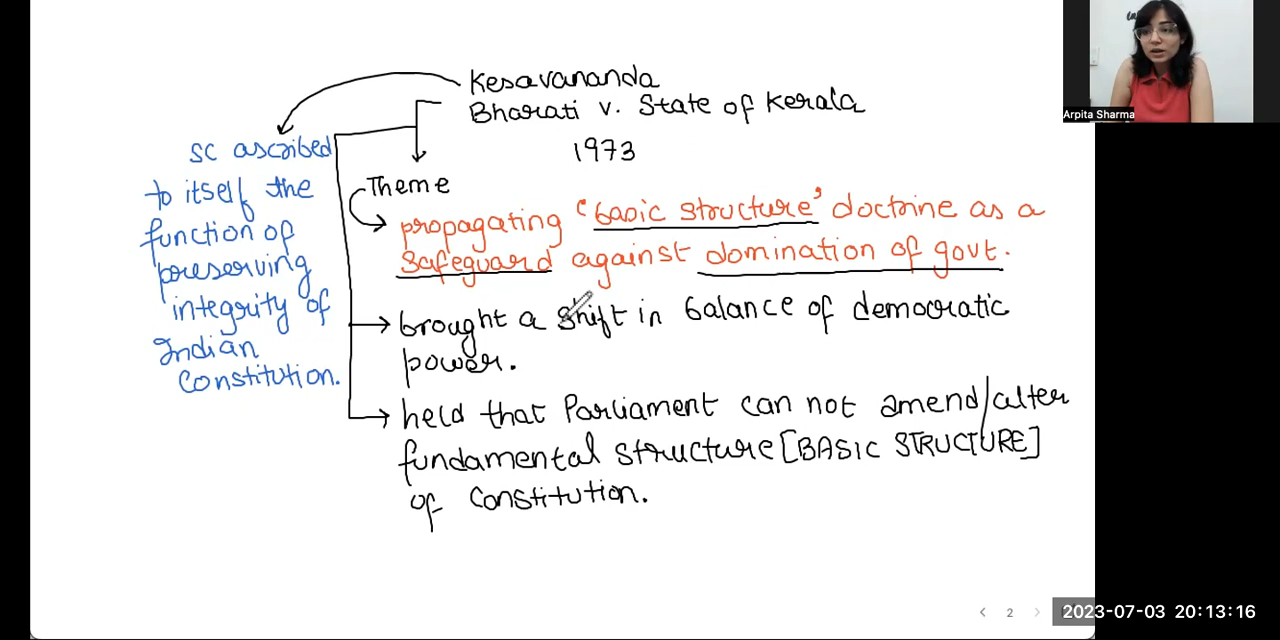 Kesavananda
Bharati v. State of Kerala
1973
SC ascribed
to itself the
function of
preserving
integrity of
Indian
Constitution.
Theme
propagating 'basic structure' doctrine as a
safeguard against domination of govt.
brought a shift in balance of democratic
power.
held that Parliament can not amend/alter
fundamental structure [BASIC STRUCTURE]
of Constitution.
Arpita Sharma
< 2 >
2023-07-03 20:13:16